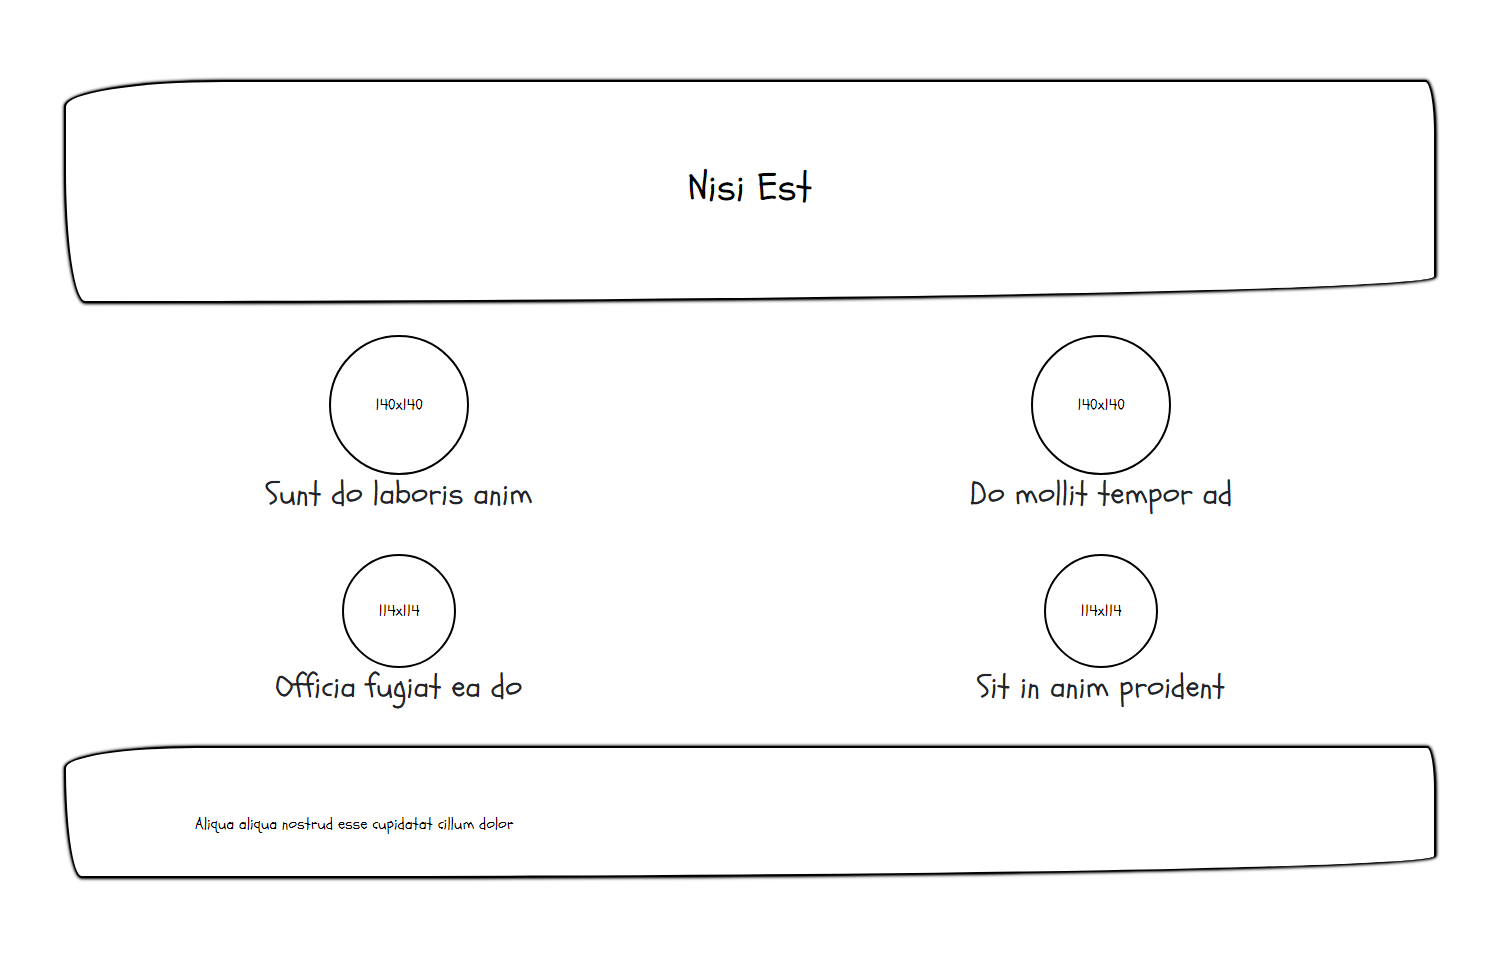 Nisi Est
140x140
140x140
Sunt do laboris anim
Do mollit tempor ad
114x114
114x114
Officia fugiat ea do
Sit in anim proident
Aliqua aliqua nostrud esse cupidatat cillum dolor